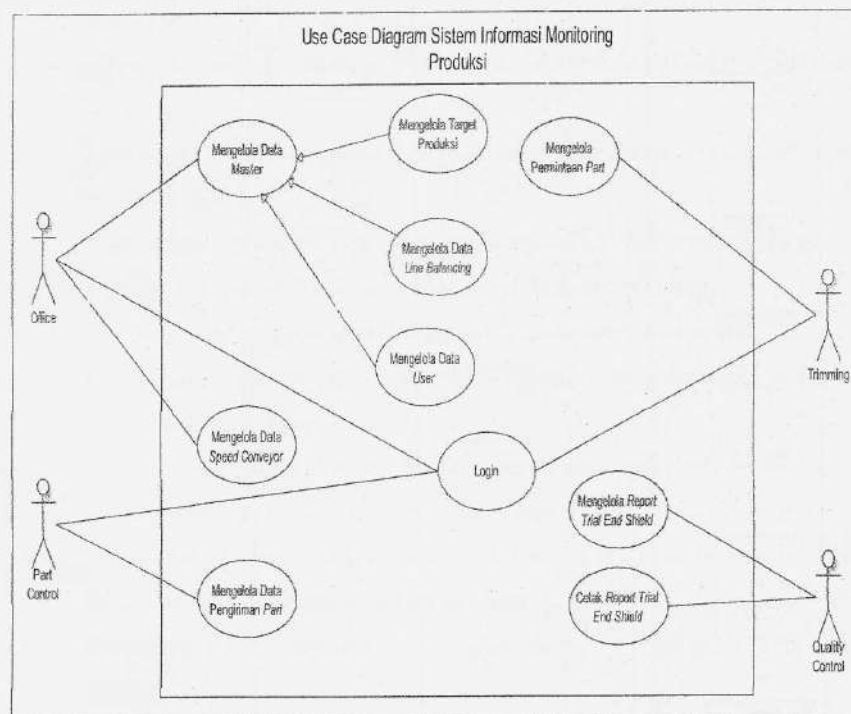 Use Case Diagram Sistem Informasi Monitoring
Produksi
Mengelola Data
Master
Mengelola Target
Produksi
Mengelola
Permintaan Part
Mengelola Data
Line Balancing
Office
Trimming
Mengelola Data
User
Mengelola Data
Speed Conveyor
Login
Mengelola Report
Trial End Shield
Part
Control
Mengelola Data
Pengiriman Part
Cetak Report Trial
End Shield
Quality
Control